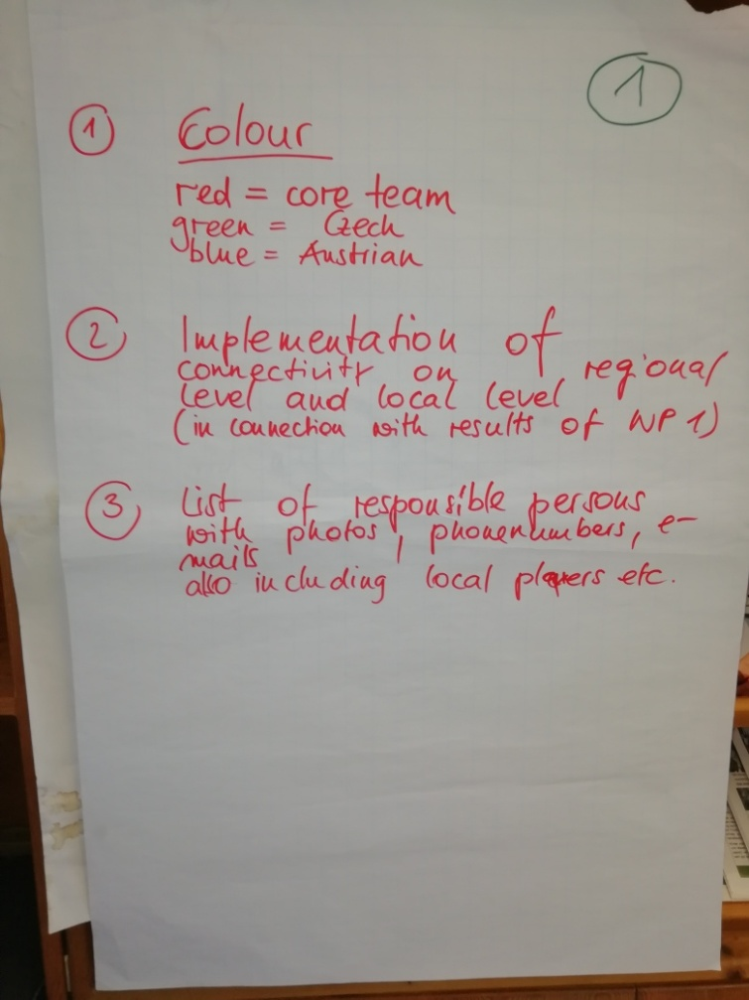 1
① Colour
red = core team
green = Czech
blue = Austrian
② Implementation of
connectivity on regional
level and local level
(in connection with results of WP 1)
③ List of responsible persons
with photos, phonenumbers, e-
mails
also including local players etc.